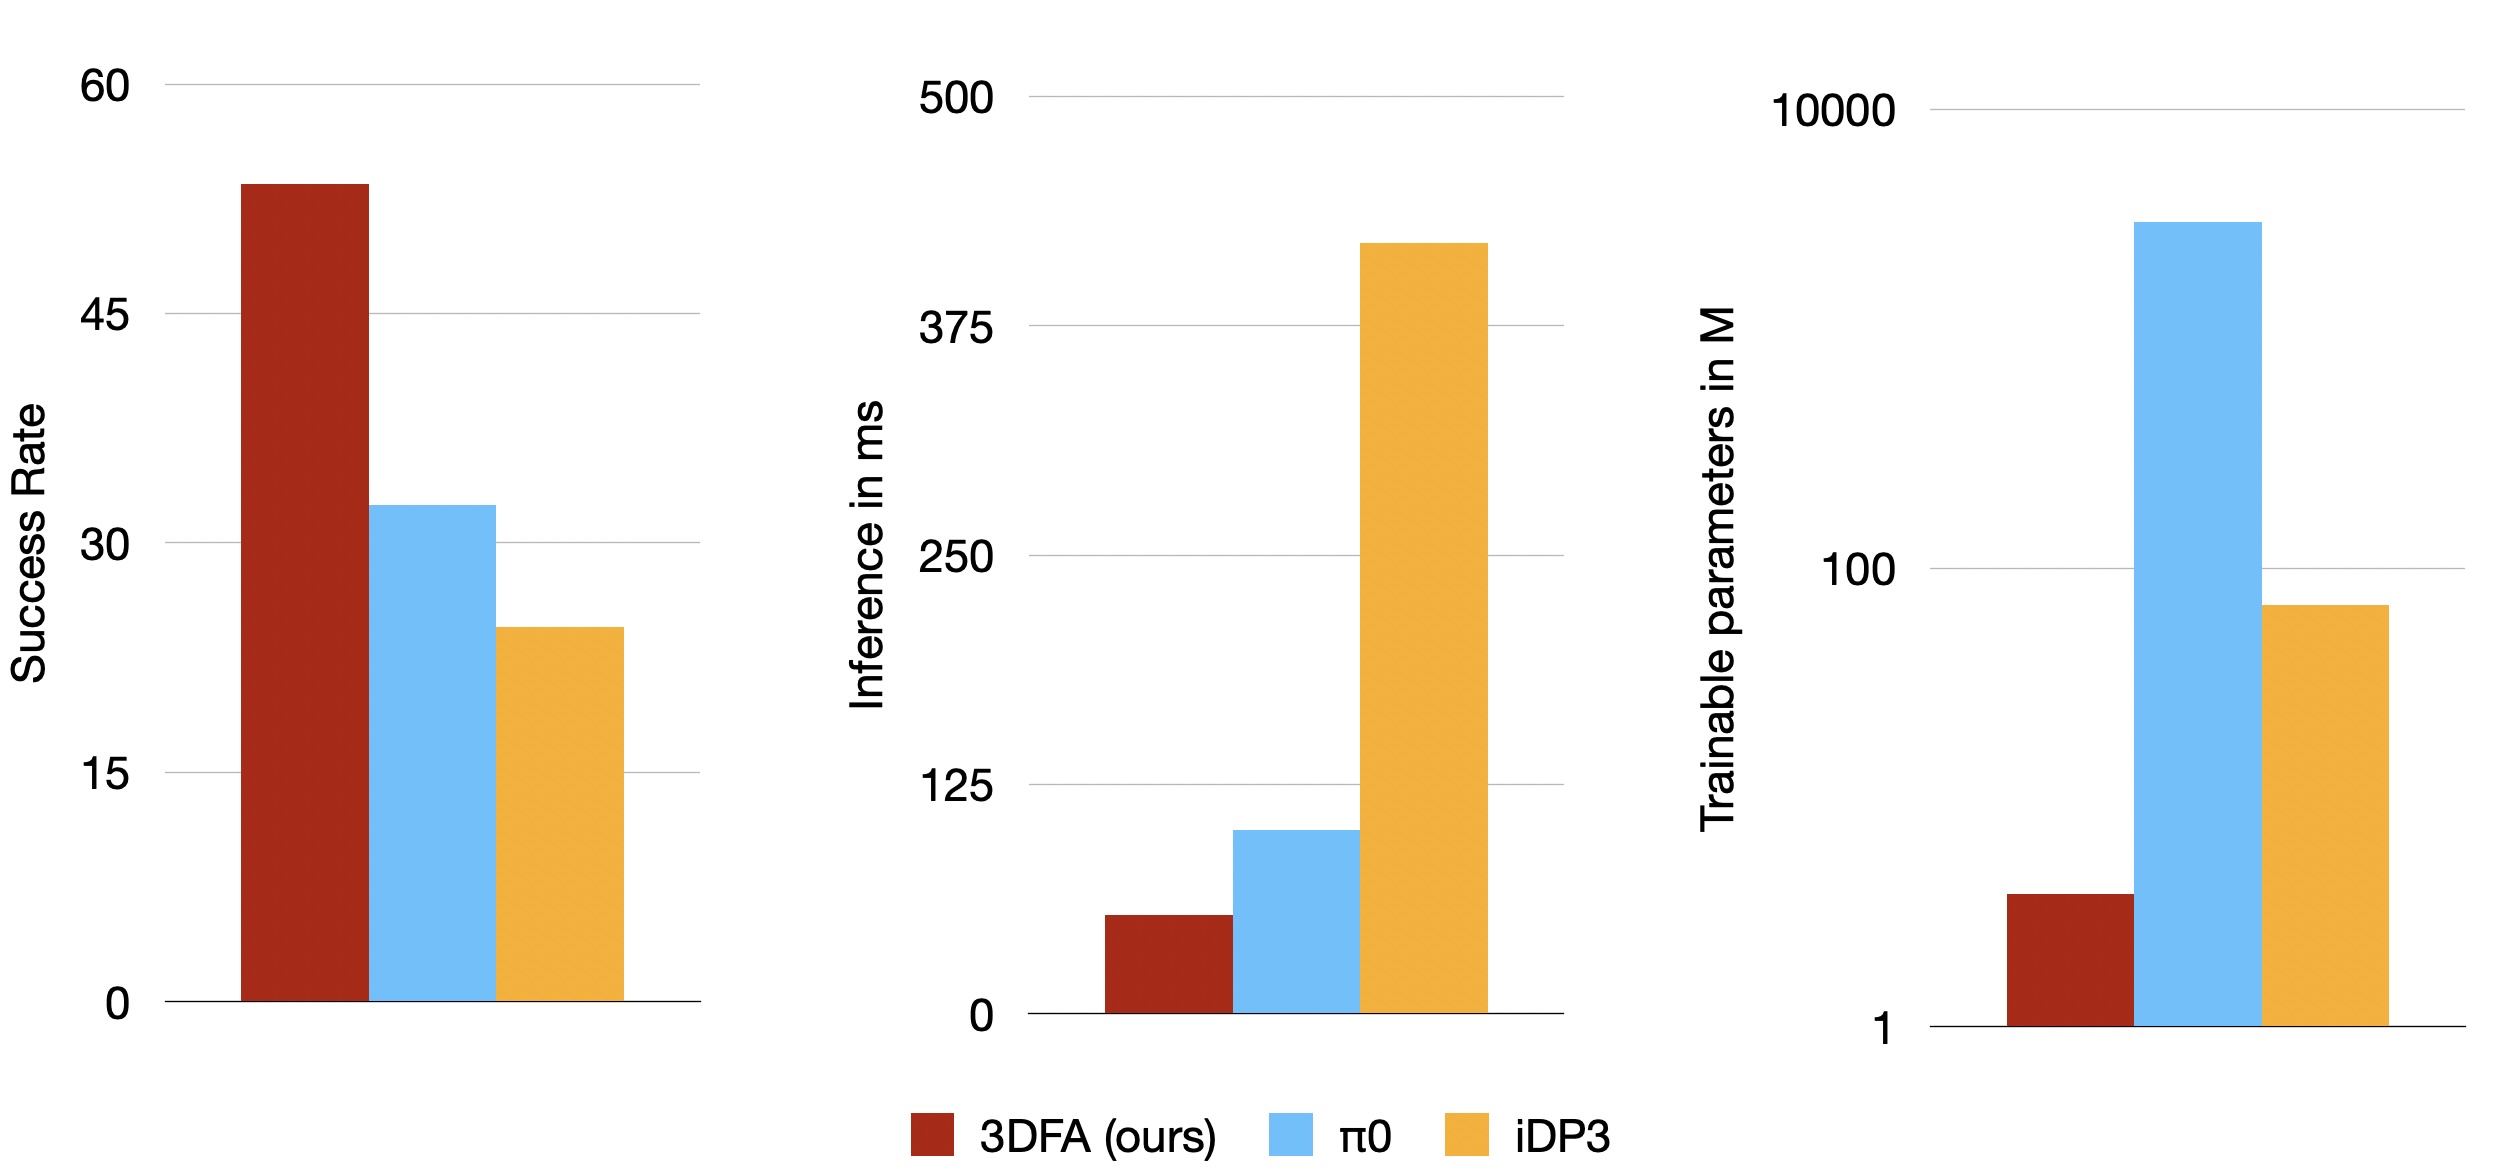 Success Rate
60
45
30
15
0
Inference in ms
500
375
250
125
0
Trainable parameters in M
10000
100
1
3DFA (ours)
π0
iDP3